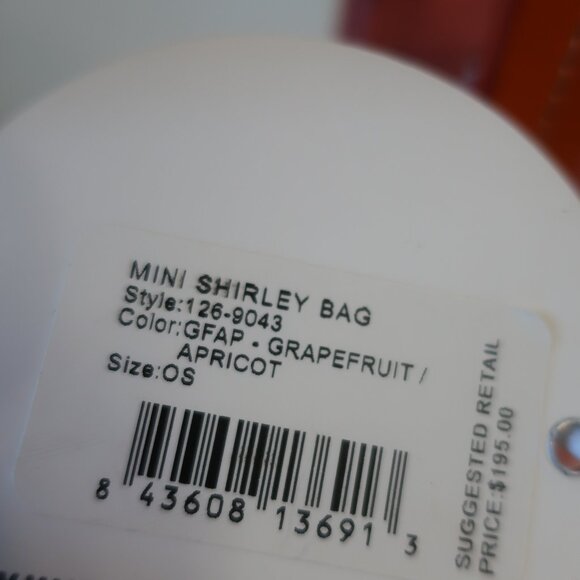 MINI SHIRLEY BAG
Style:126-9043
Color:GFAP - GRAPEFRUIT /
APRICOT
Size:OS
8 43608 13691 3
SUGGESTED RETAIL
PRICE:$195.00